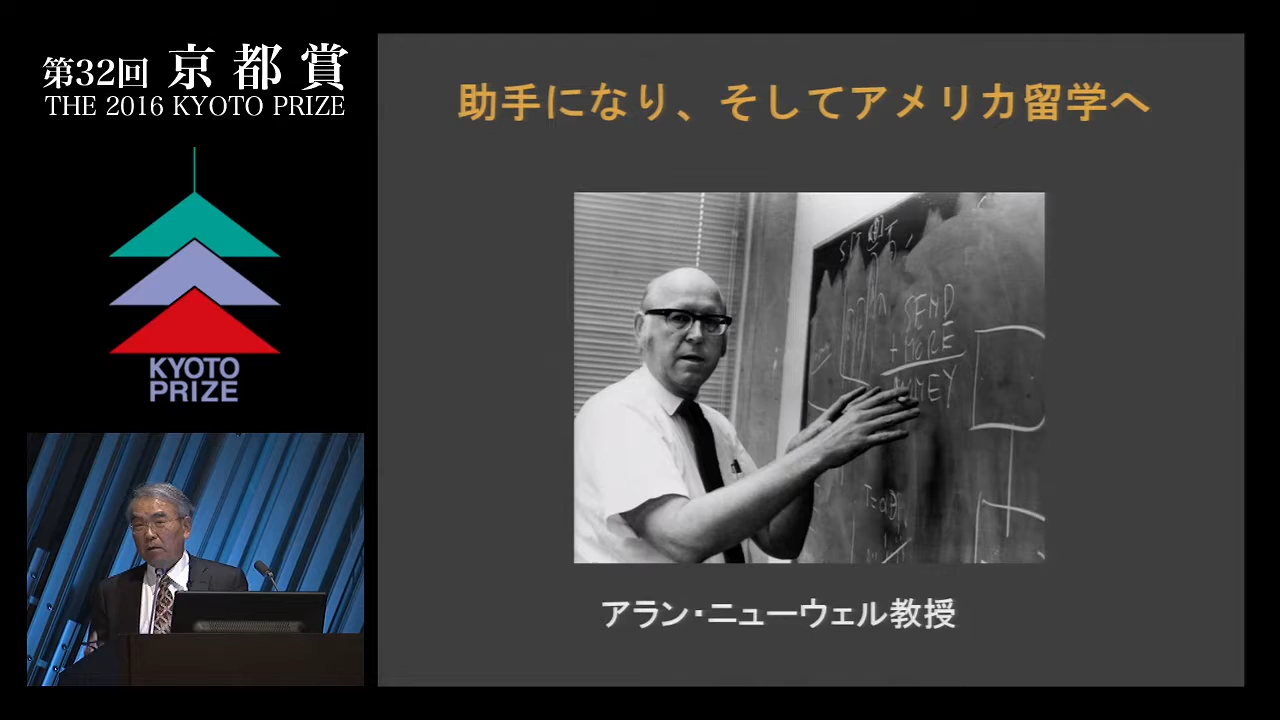 第32回 京都賞
THE 2016 KYOTO PRIZE
KYOTO
PRIZE
助手になり、そしてアメリカ留学へ
SEND
+ MORE
MONEY
アラン・ニューウェル教授